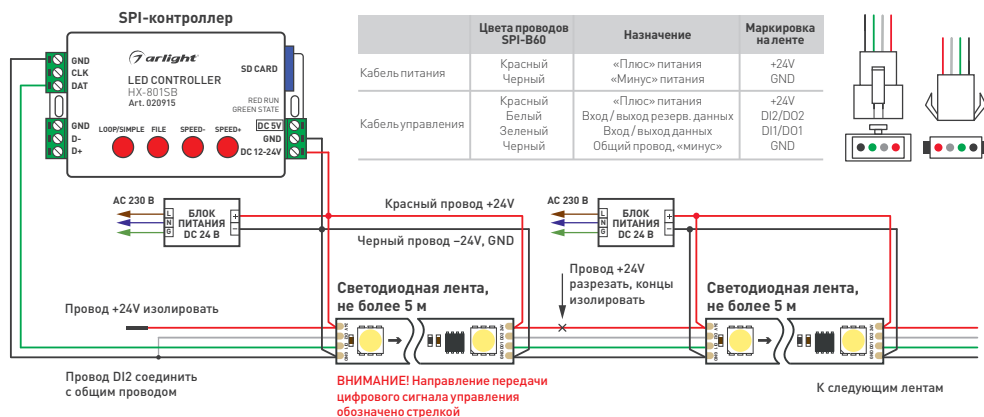 SPI-контроллер
GND
CLK
DAT
arlight
LED CONTROLLER
HX-801SB
Art. 020915
SD CARD
RED RUN
GREEN STATE
GND
D-
D+
LOOP/SIMPLE FILE SPEED- SPEED+
DC 5V
GND
DC 12-24V
Цвета проводов SPI-B60 Назначение Маркировка на ленте
Кабель питания
Красный «Плюс» питания +24V
Черный «Минус» питания GND
Кабель управления
Красный «Плюс» питания +24V
Белый Вход / выход резерв. данных DI2/DO2
Зеленый Вход / выход данных DI1/DO1
Черный Общий провод, «минус» GND
AC 230 В
L
N
G
БЛОК
ПИТАНИЯ
DC 24 В
+
−
Красный провод +24V
Черный провод –24V, GND
AC 230 В
L
N
G
БЛОК
ПИТАНИЯ
DC 24 В
+
−
Провод +24V
разрезать, концы
изолировать
Светодиодная лента,
не более 5 м
Светодиодная лента,
не более 5 м
Провод +24V изолировать
Провод DI2 соединить
с общим проводом
ВНИМАНИЕ! Направление передачи
цифрового сигнала управления
обозначено стрелкой
К следующим лентам